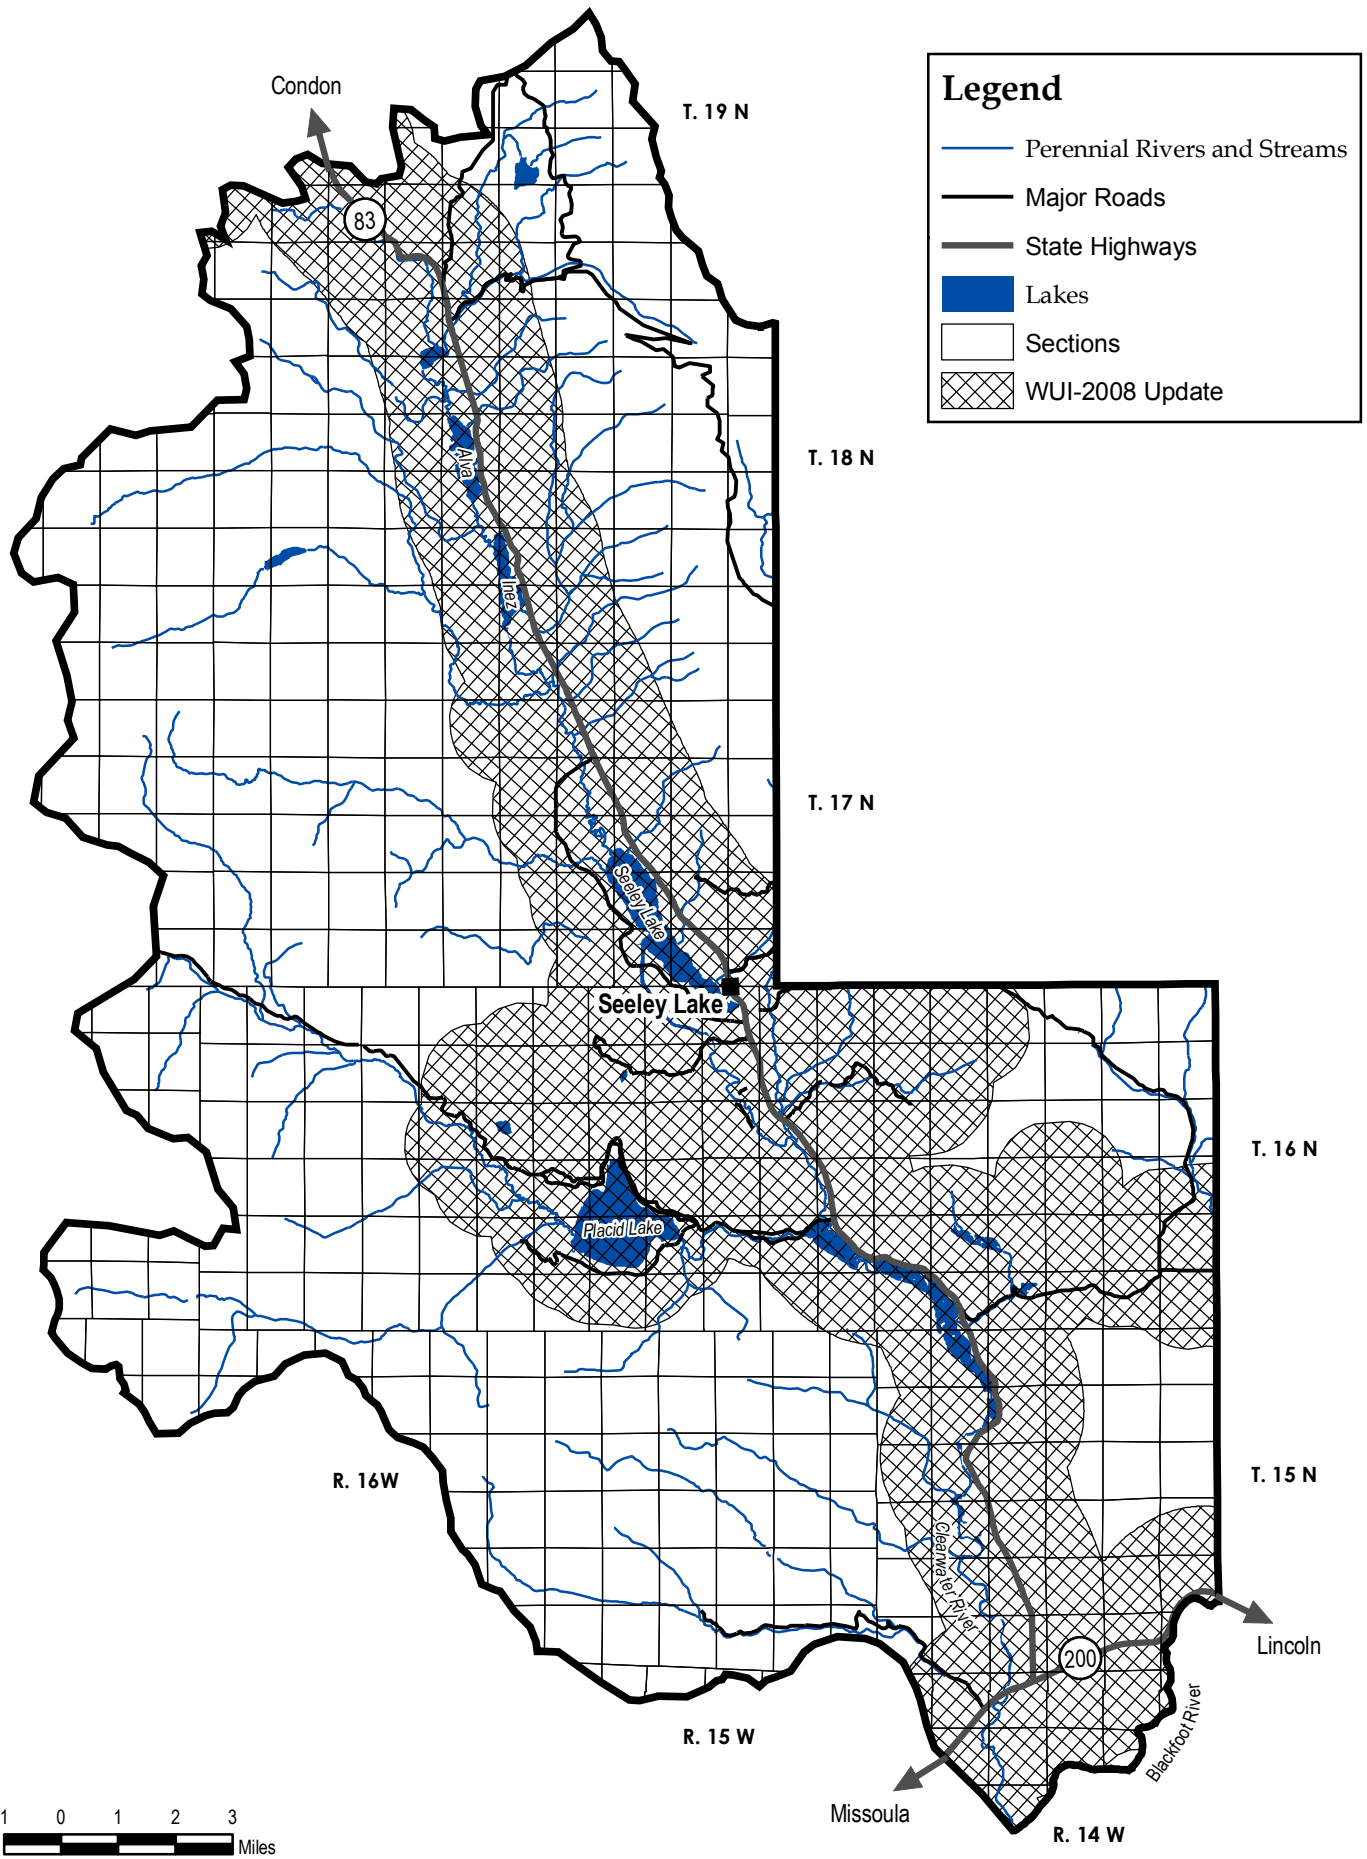 Condon
T. 19 N
83
Legend
Perennial Rivers and Streams
Major Roads
State Highways
Lakes
Sections
WUI-2008 Update
Alva
T. 18 N
Inez
T. 17 N
Seeley Lake
Seeley Lake
T. 16 N
Placid Lake
R. 16W
T. 15 N
Clearwater River
Lincoln
200
Blackfoot River
R. 15 W
Missoula
R. 14 W
1 0 1 2 3
Miles